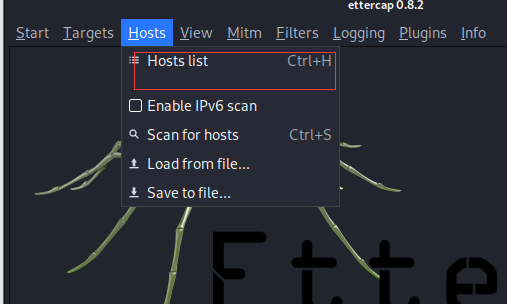 ettercap 0.8.2
Start Targets Hosts View Mitm Filters Logging Plugins Info
Hosts list Ctrl+H
Enable IPv6 scan
Scan for hosts Ctrl+S
Load from file...
Save to file...
Ette